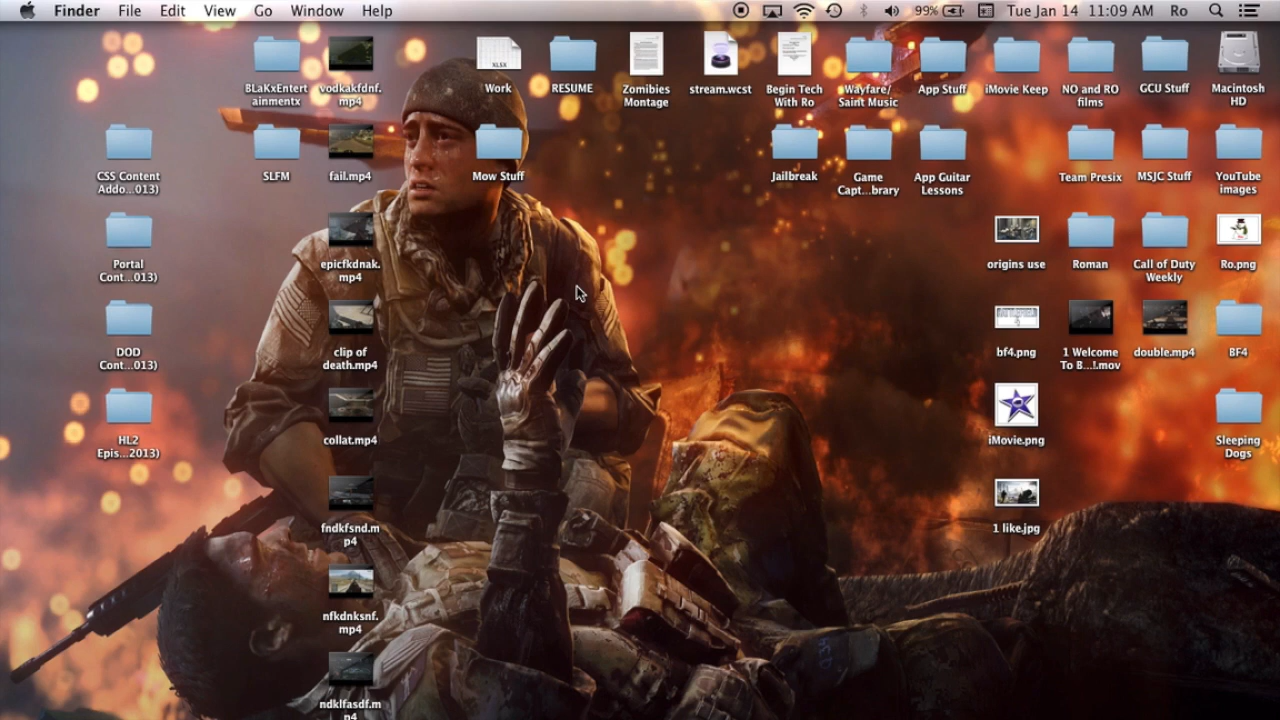 Finder File Edit View Go Window Help 99% Tue Jan 14 11:09 AM Ro
BLaKxEntert
ainmentx
vodkakfdnf.
mp4
XLSX
Work
RESUME
Zomibies
Montage
stream.wcst
Begin Tech
With Ro
Wayfare/
Saint Music
App Stuff
iMovie Keep
NO and RO
films
GCU Stuff
Macintosh
HD
CSS Content
Addo...013)
SLFM
fail.mp4
Mow Stuff
Jailbreak
Game
Capt...brary
App Guitar
Lessons
Team Presix
MSJC Stuff
YouTube
images
Portal
Cont...013)
epicfkdnak.
mp4
origins use
Roman
Call of Duty
Weekly
Ro.png
DOD
Cont...013)
clip of
death.mp4
bf4.png
1 Welcome
To B...!.mov
double.mp4
BF4
HL2
Epis...2013)
collat.mp4
iMovie.png
Sleeping
Dogs
fndkfsnd.m
p4
1 like.jpg
nfkdnksnf.
mp4
ndklfasdf.m
p4